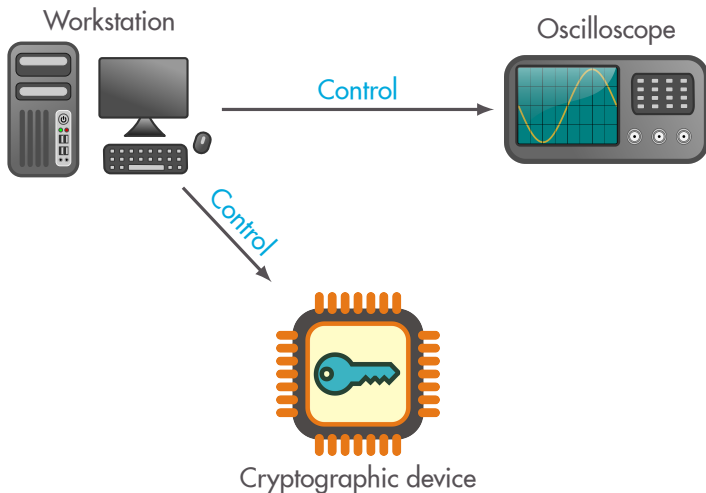 Workstation
Oscilloscope
Control
Control
Cryptographic device